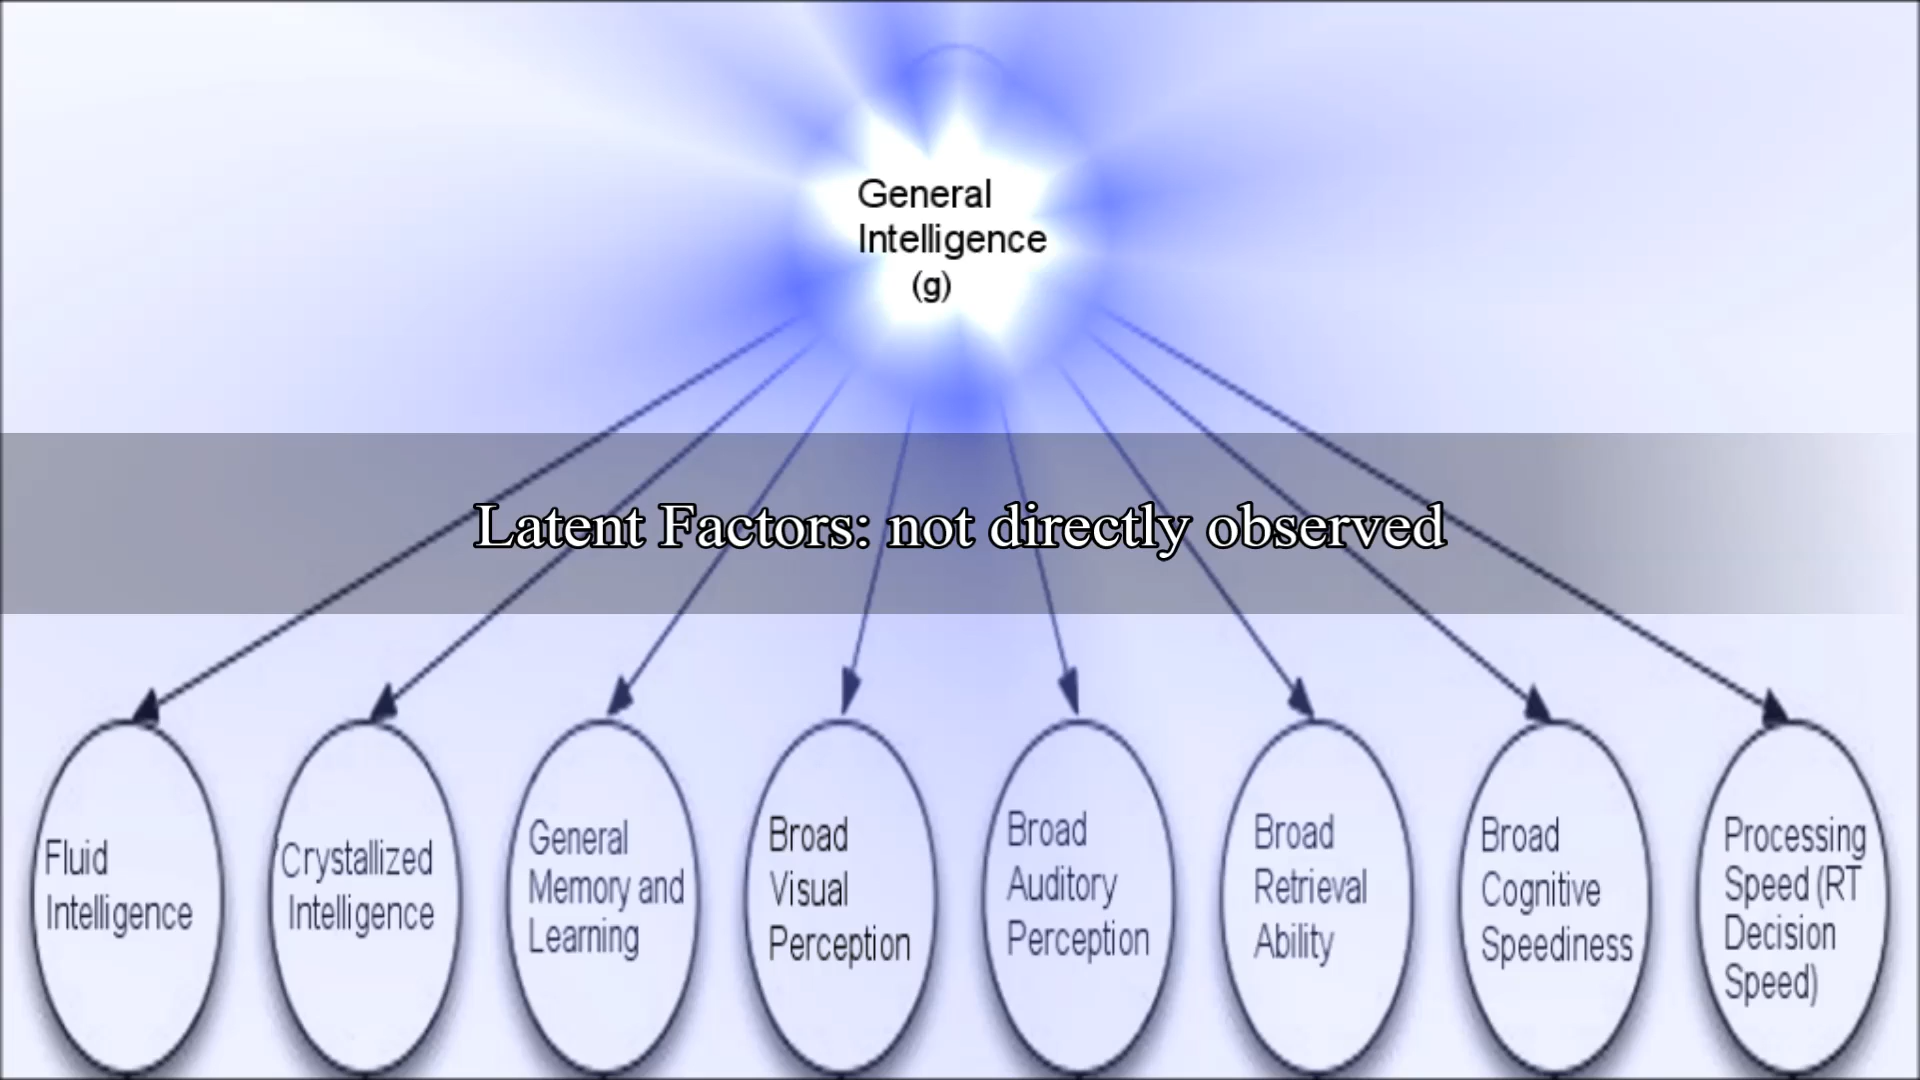 General
Intelligence
(g)
Latent Factors: not directly observed
Fluid
Intelligence
Crystallized
Intelligence
General
Memory and
Learning
Broad
Visual
Perception
Broad
Auditory
Perception
Broad
Retrieval
Ability
Broad
Cognitive
Speediness
Processing
Speed (RT
Decision
Speed)